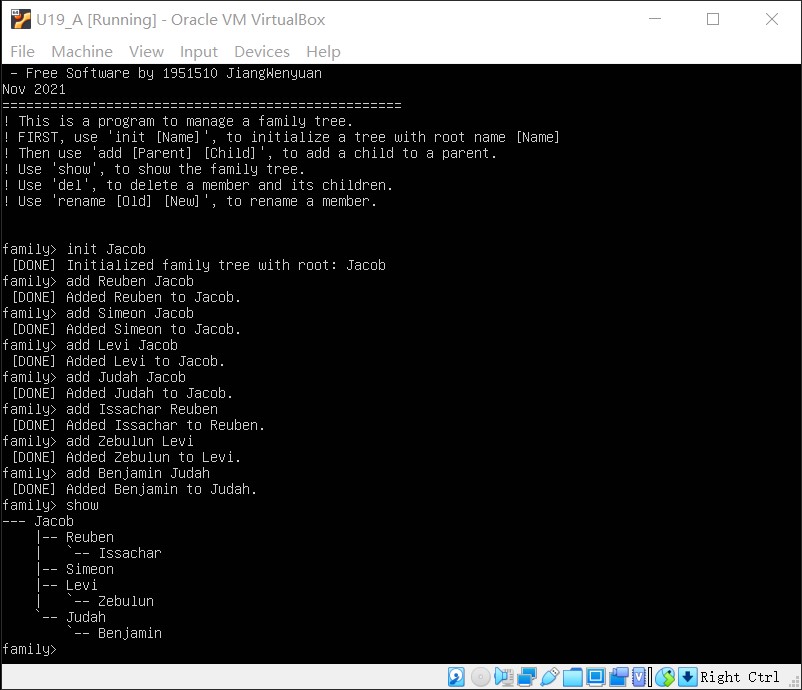 U19_A [Running] - Oracle VM VirtualBox
File Machine View Input Devices Help
- Free Software by 1951510 JiangWenyuan
Nov 2021
==================================================
! This is a program to manage a family tree.
! FIRST, use 'init [Name]', to initialize a tree with root name [Name]
! Then use 'add [Parent] [Child]', to add a child to a parent.
! Use 'show', to show the family tree.
! Use 'del', to delete a member and its children.
! Use 'rename [Old] [New]', to rename a member.
family> init Jacob
[DONE] Initialized family tree with root: Jacob
family> add Reuben Jacob
[DONE] Added Reuben to Jacob.
family> add Simeon Jacob
[DONE] Added Simeon to Jacob.
family> add Levi Jacob
[DONE] Added Levi to Jacob.
family> add Judah Jacob
[DONE] Added Judah to Jacob.
family> add Issachar Reuben
[DONE] Added Issachar to Reuben.
family> add Zebulun Levi
[DONE] Added Zebulun to Levi.
family> add Benjamin Judah
[DONE] Added Benjamin to Judah.
family> show
--- Jacob
    |-- Reuben
    |   `-- Issachar
    |-- Simeon
    |-- Levi
    |   `-- Zebulun
    `-- Judah
        `-- Benjamin
family>
Right Ctrl